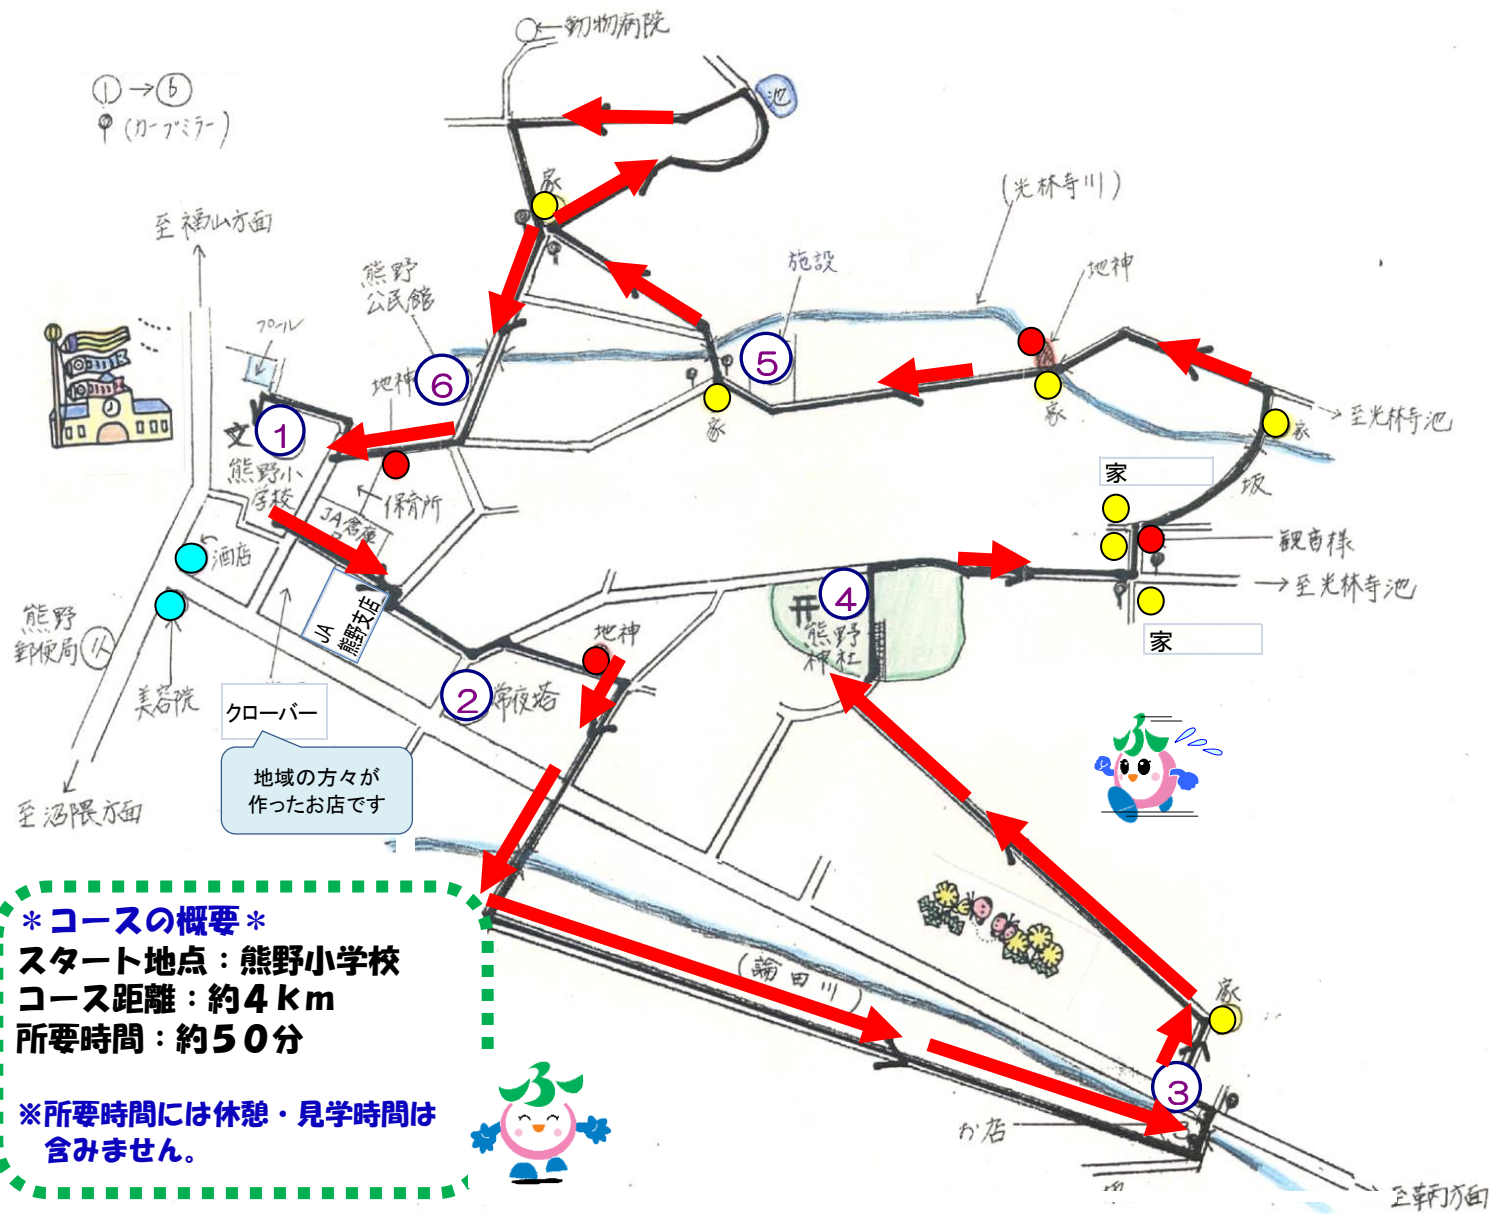 ①→⑥
(カーブミラー)
動物病院
池
家
(光林寺川)
至福山方面
熊野
公民館
施設
地神
プール
地神
⑥
⑤
家
家
至光林寺池
家
①
文
熊野小
学校
家
坂
保育所
JA倉庫
酒店
観音様
至光林寺池
④
熊野
神社
JA
熊野支店
地神
家
熊野
郵便局
美容院
②
常夜塔
クローバー
地域の方々が
作ったお店です
至沼隈方面
ふ
*コースの概要*
スタート地点:熊野小学校
コース距離:約4km
所要時間:約50分
※所要時間には休憩・見学時間は
含みません。
(論田川)
家
③
お店
ふ
至鞆方面